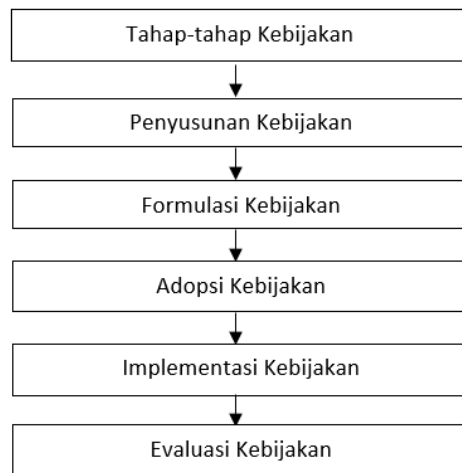 Tahap-tahap Kebijakan
Penyusunan Kebijakan
Formulasi Kebijakan
Adopsi Kebijakan
Implementasi Kebijakan
Evaluasi Kebijakan